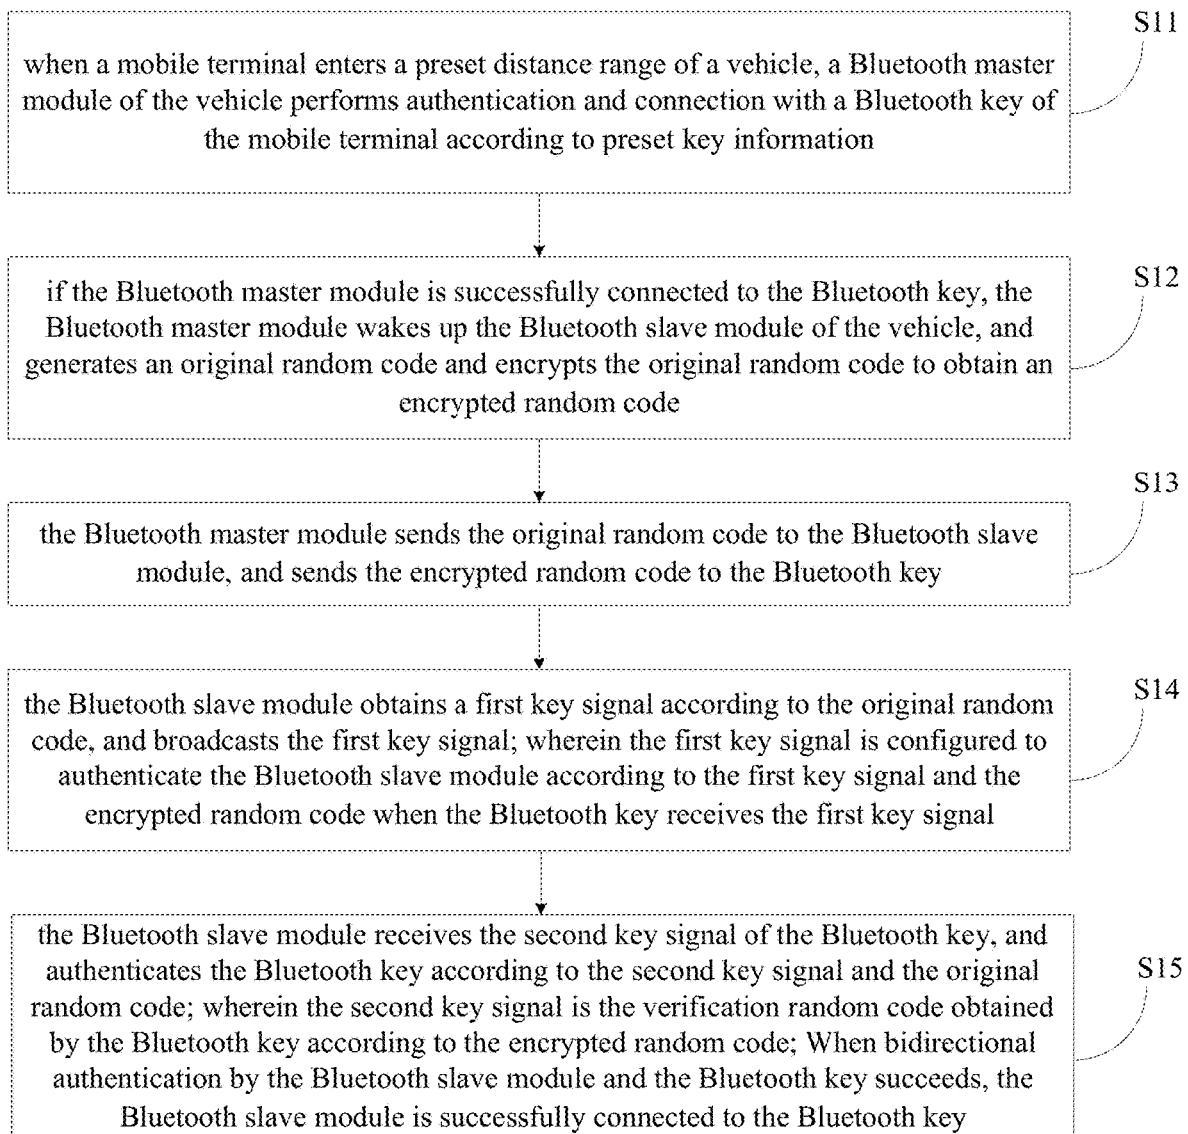 S11
when a mobile terminal enters a preset distance range of a vehicle, a Bluetooth master
module of the vehicle performs authentication and connection with a Bluetooth key of
the mobile terminal according to preset key information
S12
if the Bluetooth master module is successfully connected to the Bluetooth key, the
Bluetooth master module wakes up the Bluetooth slave module of the vehicle, and
generates an original random code and encrypts the original random code to obtain an
encrypted random code
S13
the Bluetooth master module sends the original random code to the Bluetooth slave
module, and sends the encrypted random code to the Bluetooth key
S14
the Bluetooth slave module obtains a first key signal according to the original random
code, and broadcasts the first key signal; wherein the first key signal is configured to
authenticate the Bluetooth slave module according to the first key signal and the
encrypted random code when the Bluetooth key receives the first key signal
S15
the Bluetooth slave module receives the second key signal of the Bluetooth key, and
authenticates the Bluetooth key according to the second key signal and the original
random code; wherein the second key signal is the verification random code obtained
by the Bluetooth key according to the encrypted random code; When bidirectional
authentication by the Bluetooth slave module and the Bluetooth key succeeds, the
Bluetooth slave module is successfully connected to the Bluetooth key